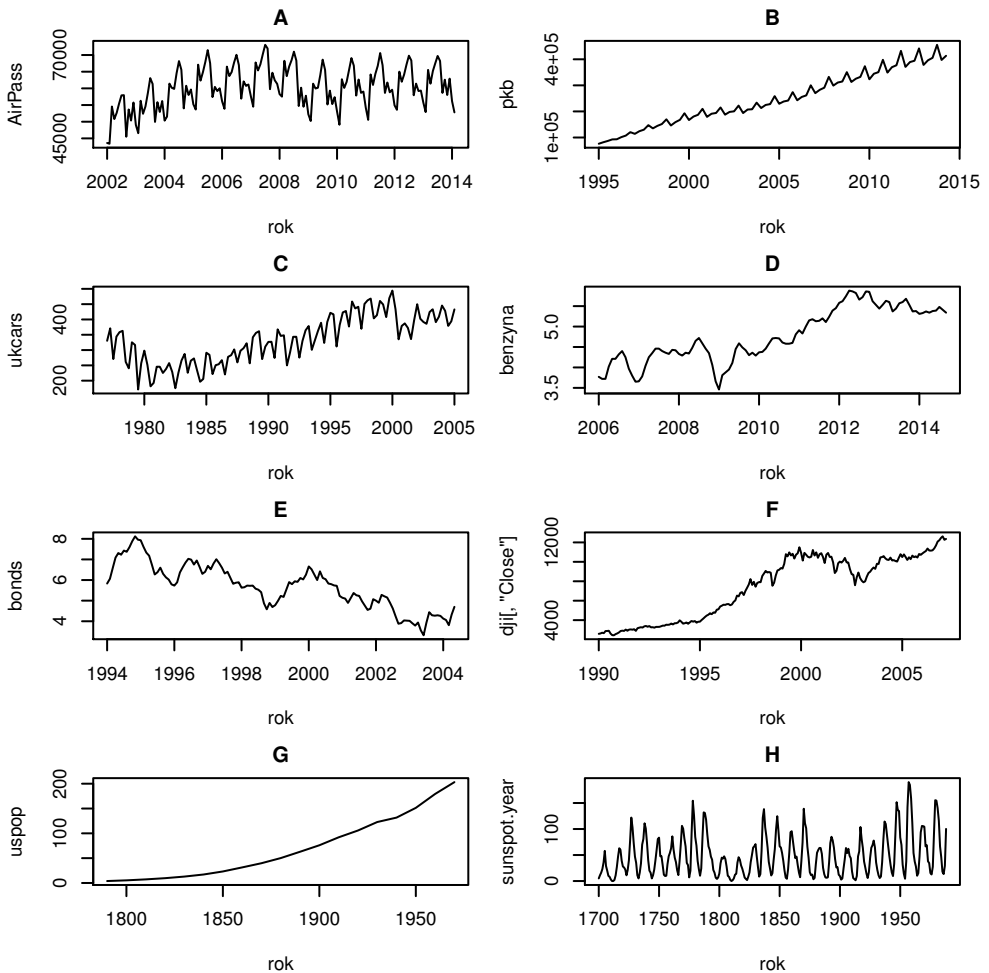 A
AirPass
70000
45000
2002 2004 2006 2008 2010 2012 2014
rok
B
pkb
4e+05
1e+05
1995 2000 2005 2010 2015
rok
C
ukcars
400
200
1980 1985 1990 1995 2000 2005
rok
D
benzyna
5.0
3.5
2006 2008 2010 2012 2014
rok
E
bonds
8
6
4
1994 1996 1998 2000 2002 2004
rok
F
dji[, "Close"]
12000
4000
1990 1995 2000 2005
rok
G
uspop
200
100
0
1800 1850 1900 1950
rok
H
sunspot.year
100
0
1700 1750 1800 1850 1900 1950
rok